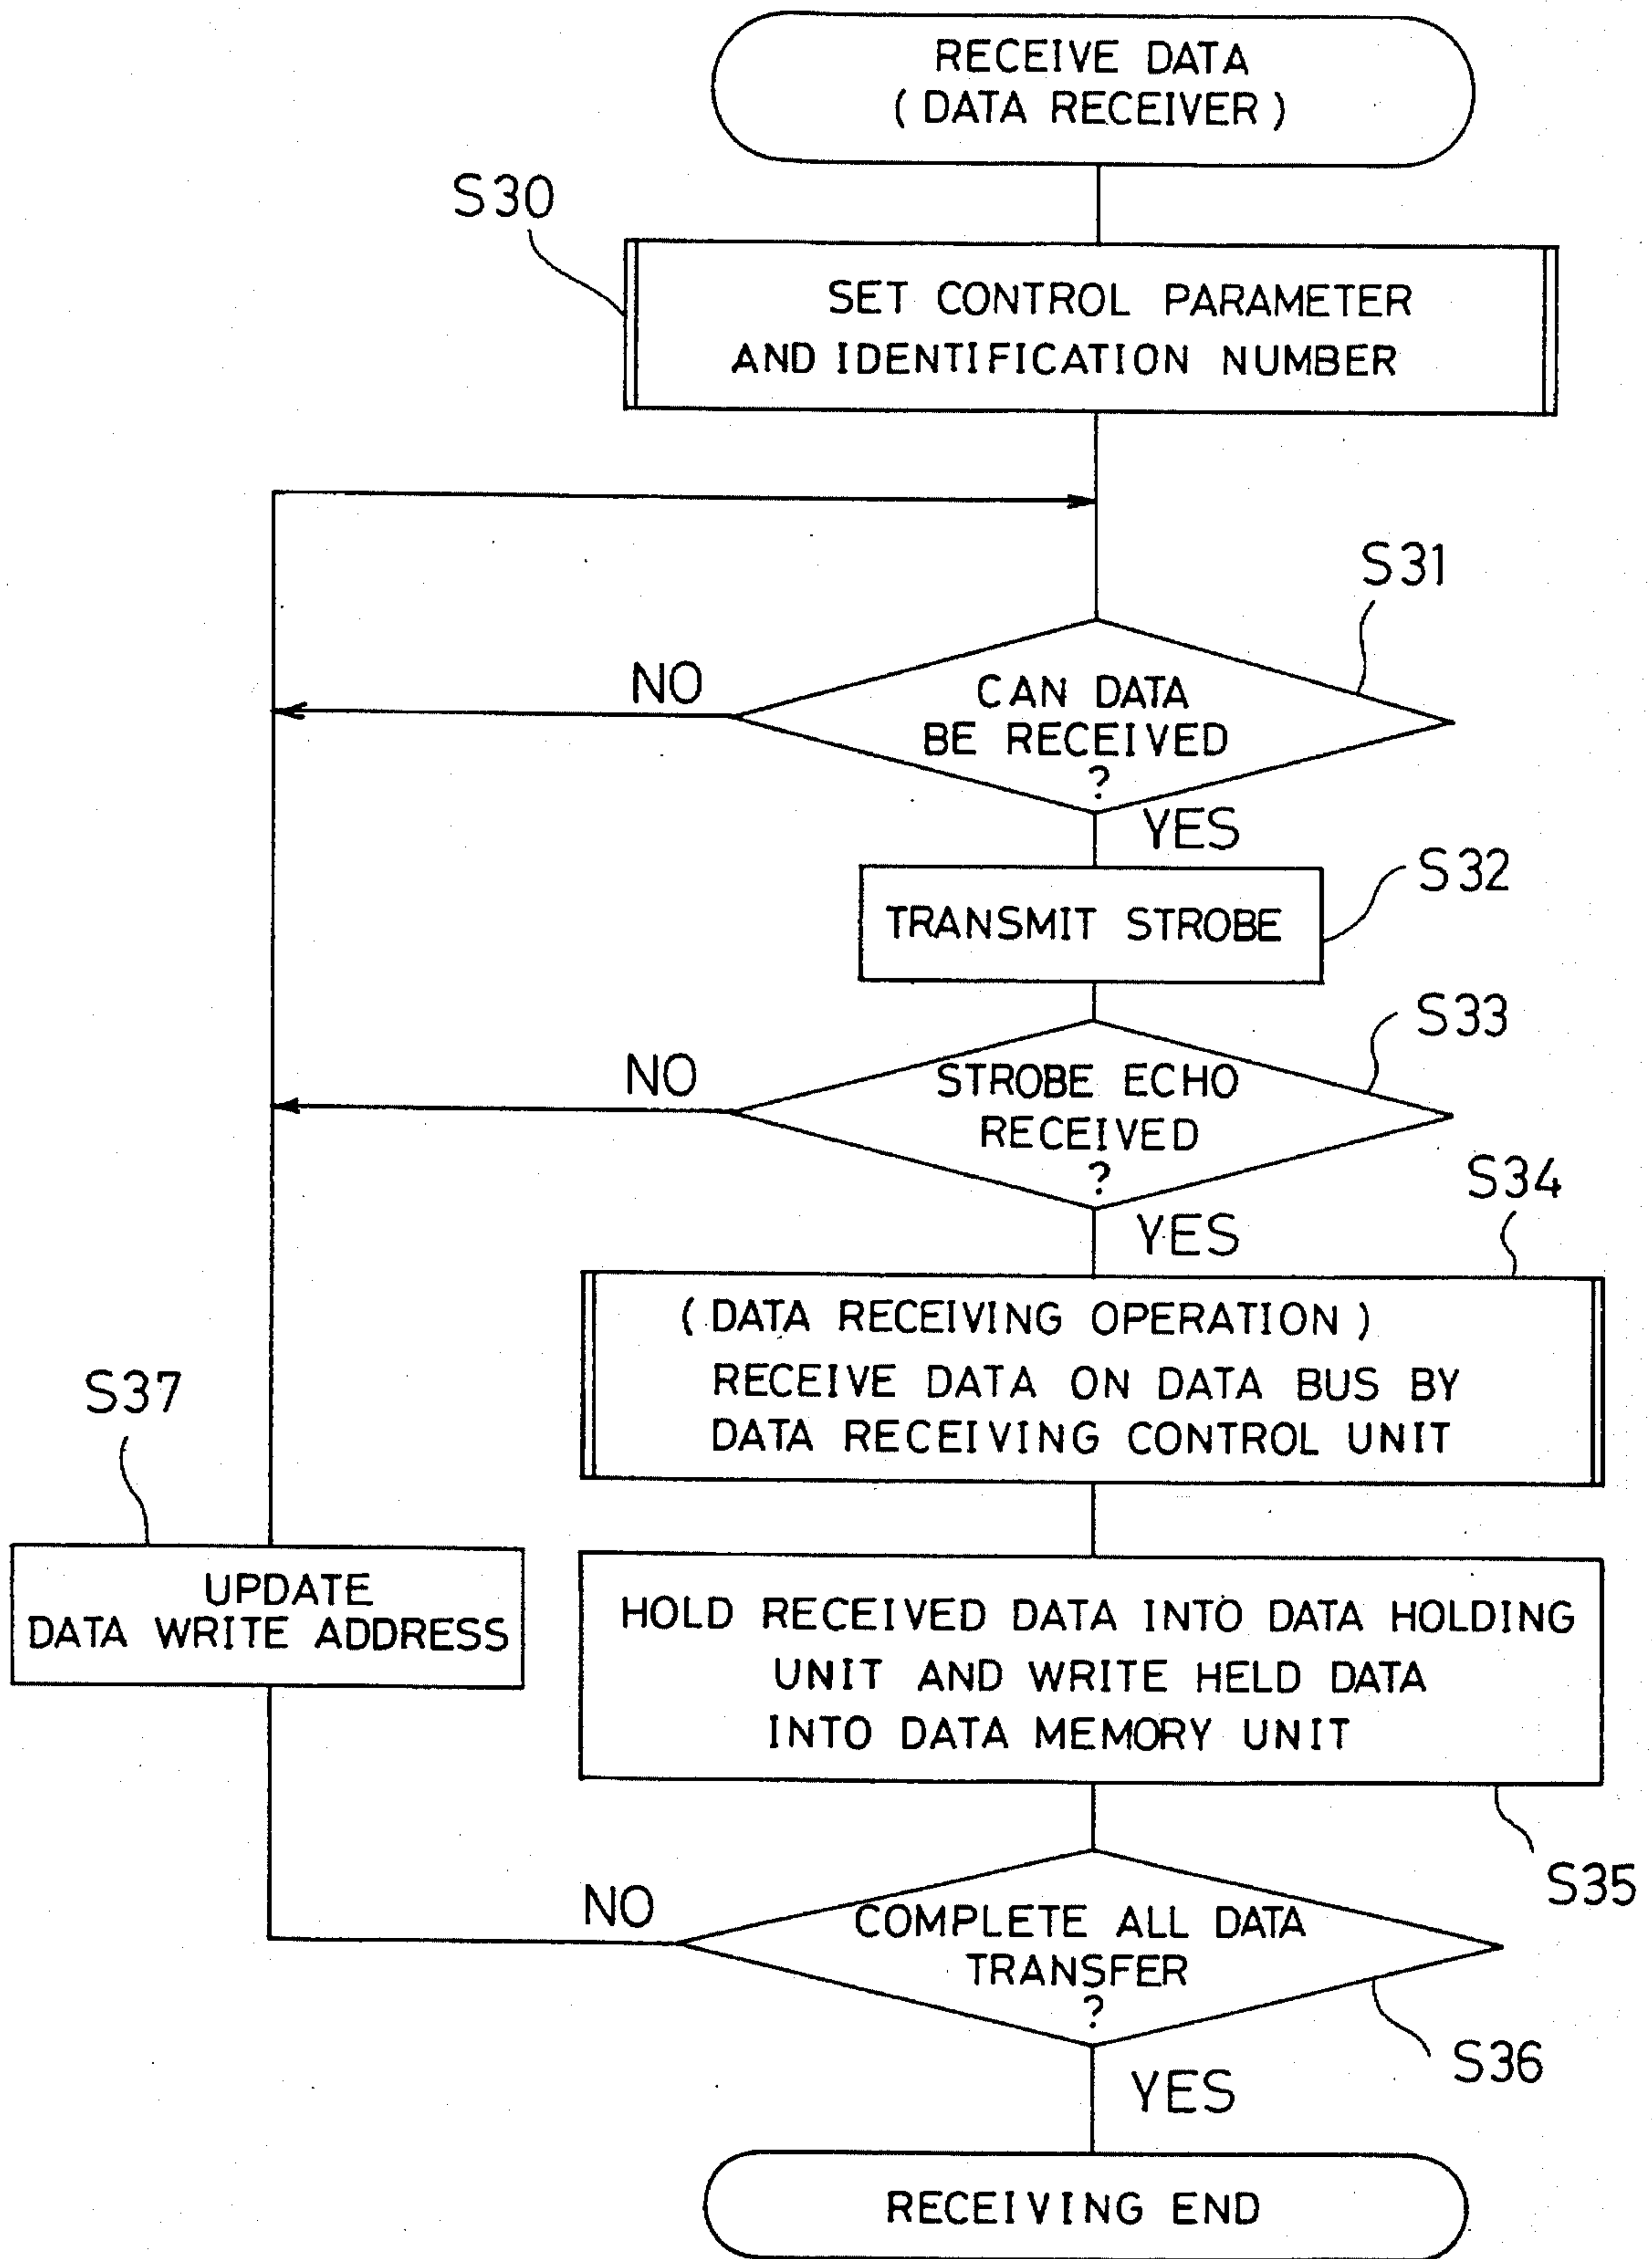 RECEIVE DATA
( DATA RECEIVER )
S30
SET CONTROL PARAMETER
AND IDENTIFICATION NUMBER
S31
NO
CAN DATA
BE RECEIVED
?
YES
S32
TRANSMIT STROBE
S33
NO
STROBE ECHO
RECEIVED
?
YES
S34
( DATA RECEIVING OPERATION )
RECEIVE DATA ON DATA BUS BY
DATA RECEIVING CONTROL UNIT
S37
UPDATE
DATA WRITE ADDRESS
HOLD RECEIVED DATA INTO DATA HOLDING
UNIT AND WRITE HELD DATA
INTO DATA MEMORY UNIT
S35
NO
COMPLETE ALL DATA
TRANSFER
?
S36
YES
RECEIVING END